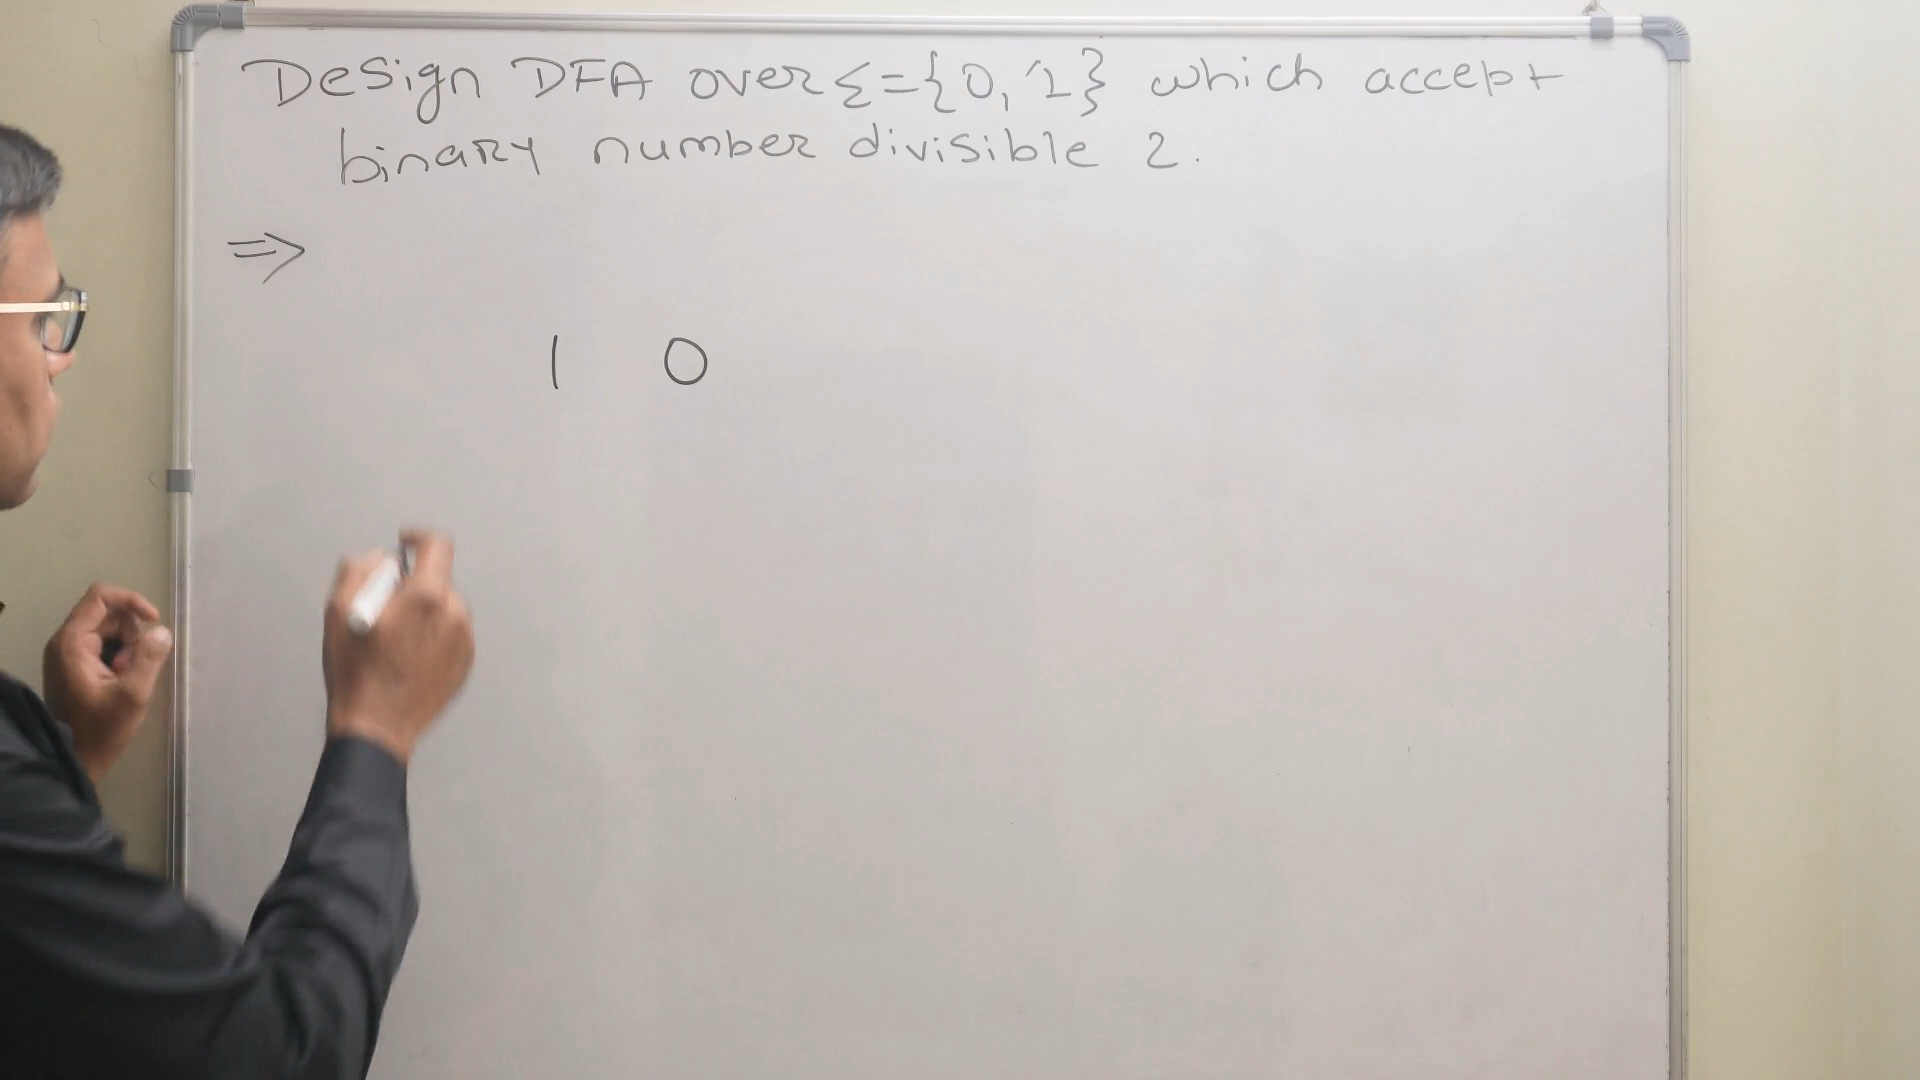 Design DFA over Σ={0,1} which accept
binary number divisible 2.
⇒
1 0